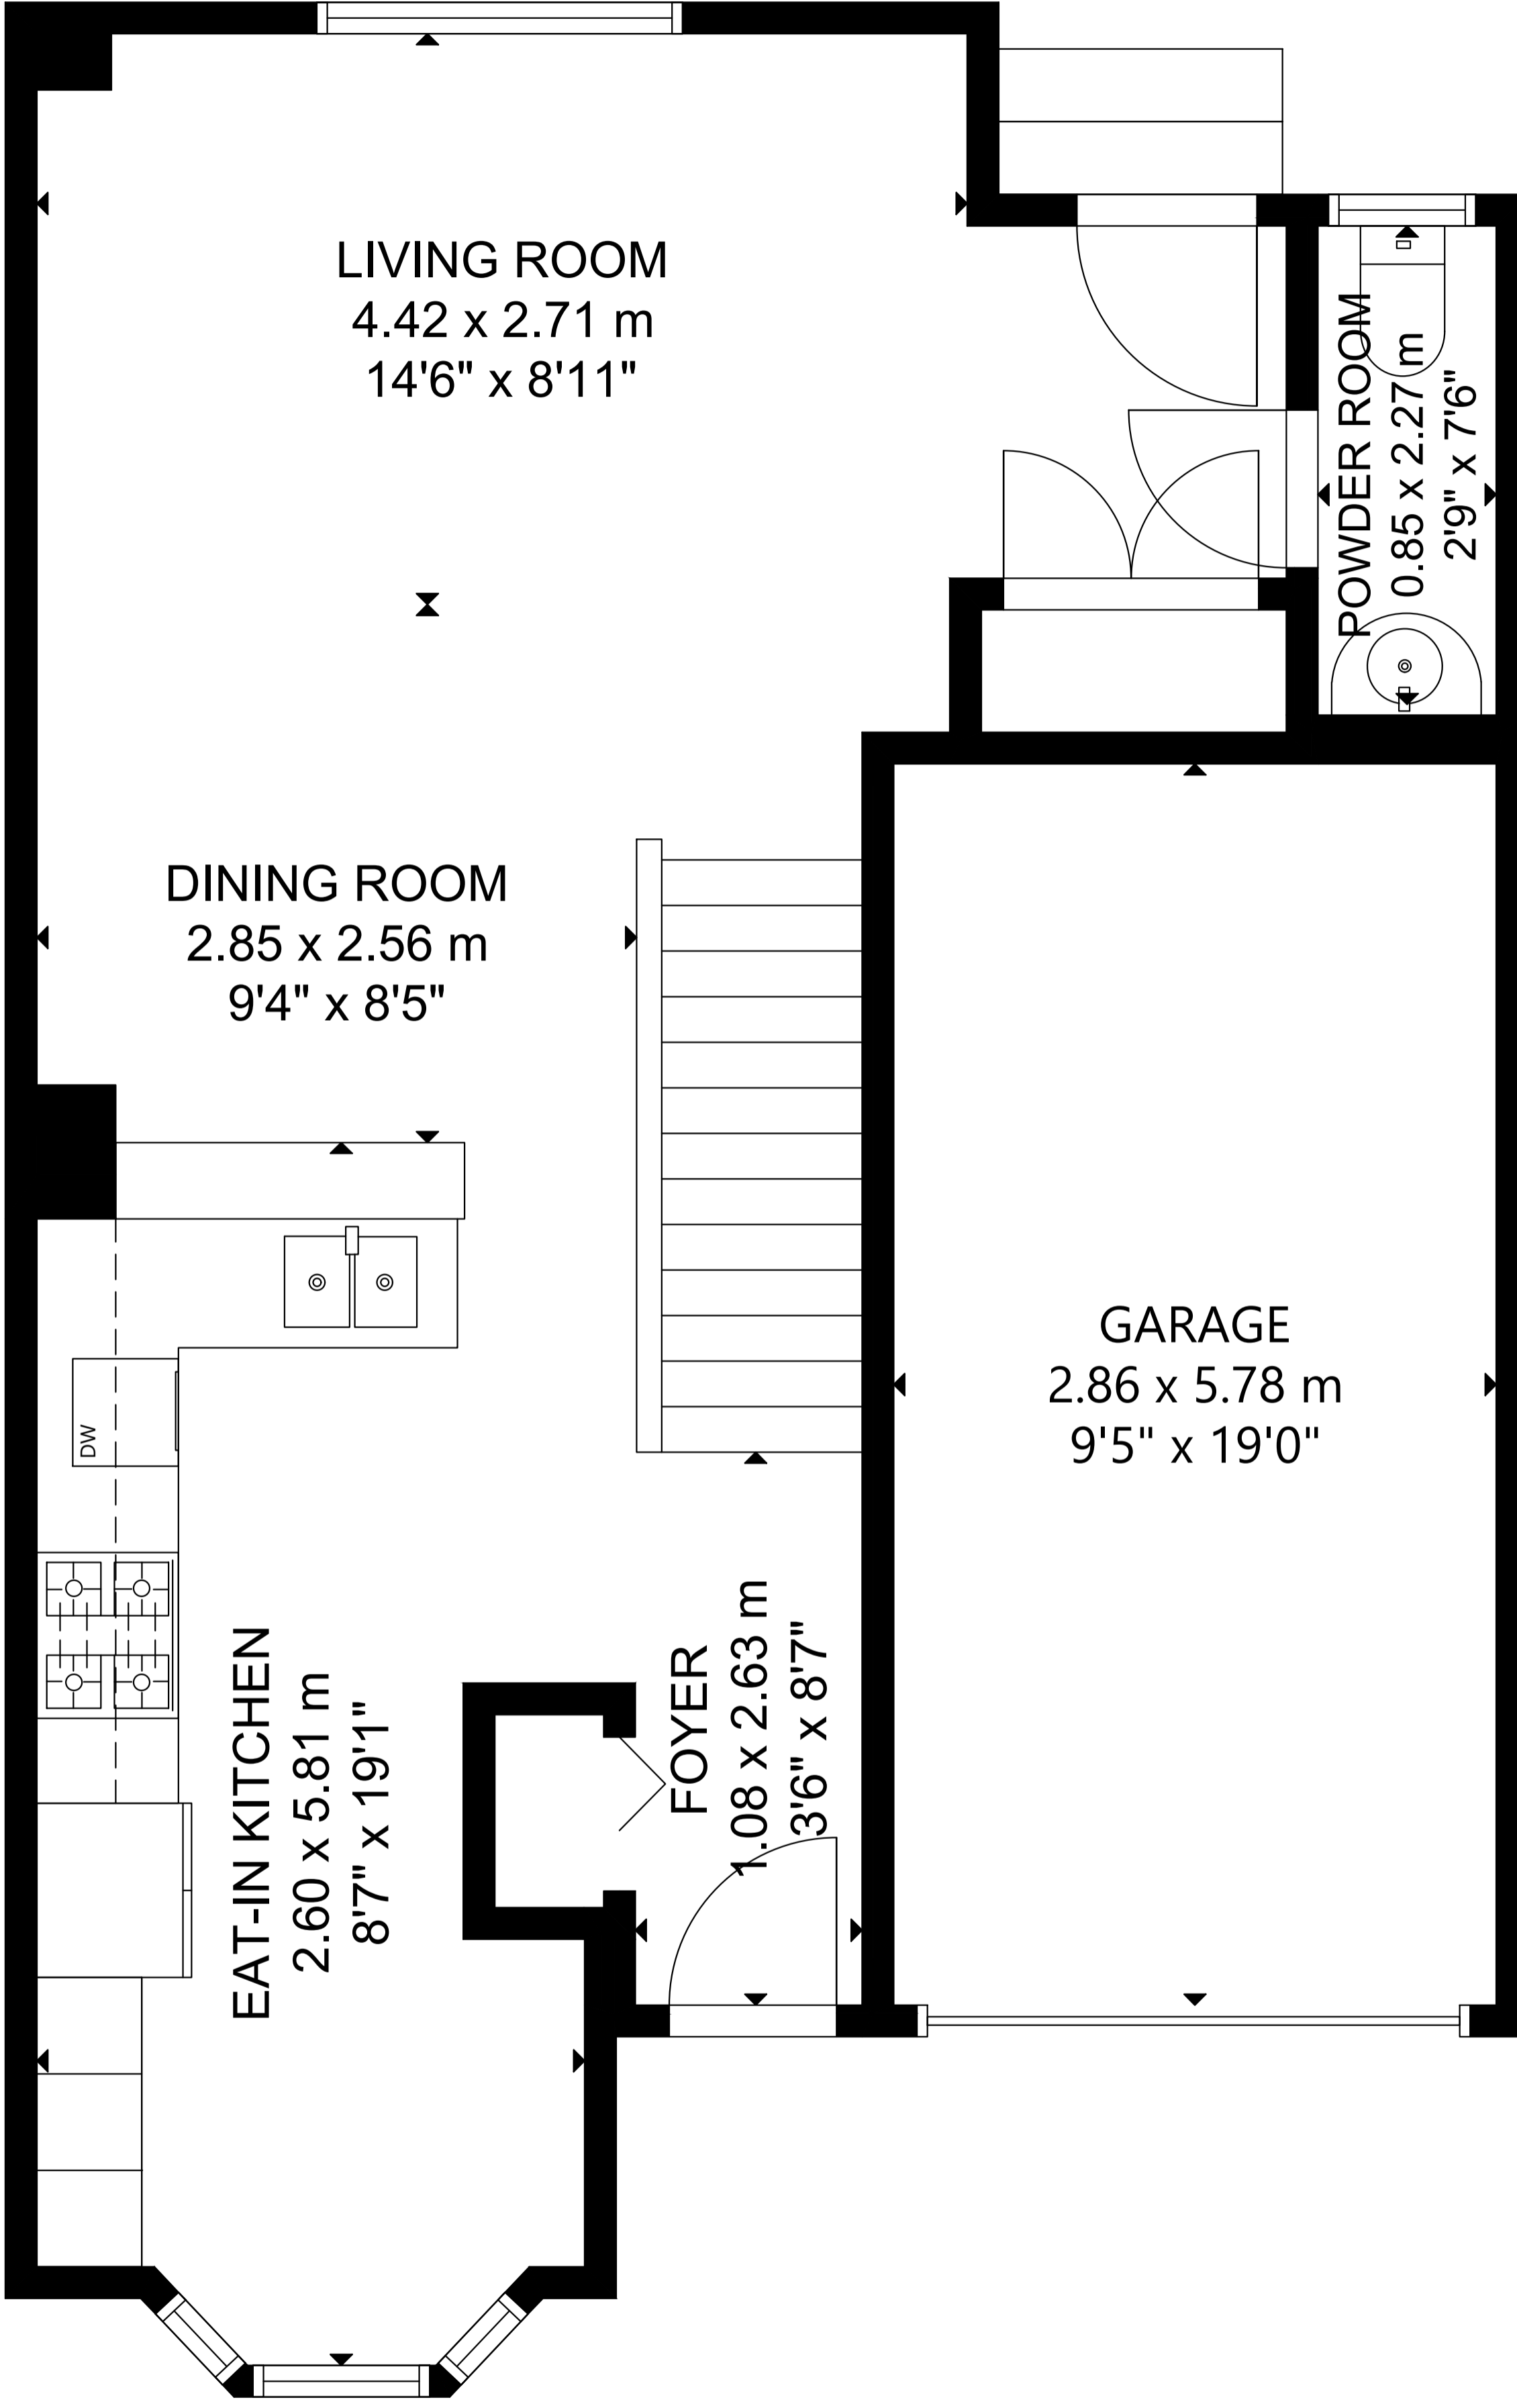 LIVING ROOM
4.42 x 2.71 m
14'6" x 8'11"
POWDER ROOM
0.85 x 2.27 m
2'9" x 7'6"
DINING ROOM
2.85 x 2.56 m
9'4" x 8'5"
GARAGE
2.86 x 5.78 m
9'5" x 19'0"
DW
EAT-IN KITCHEN
2.60 x 5.81 m
8'7" x 19'1"
FOYER
1.08 x 2.63 m
3'6" x 8'7"